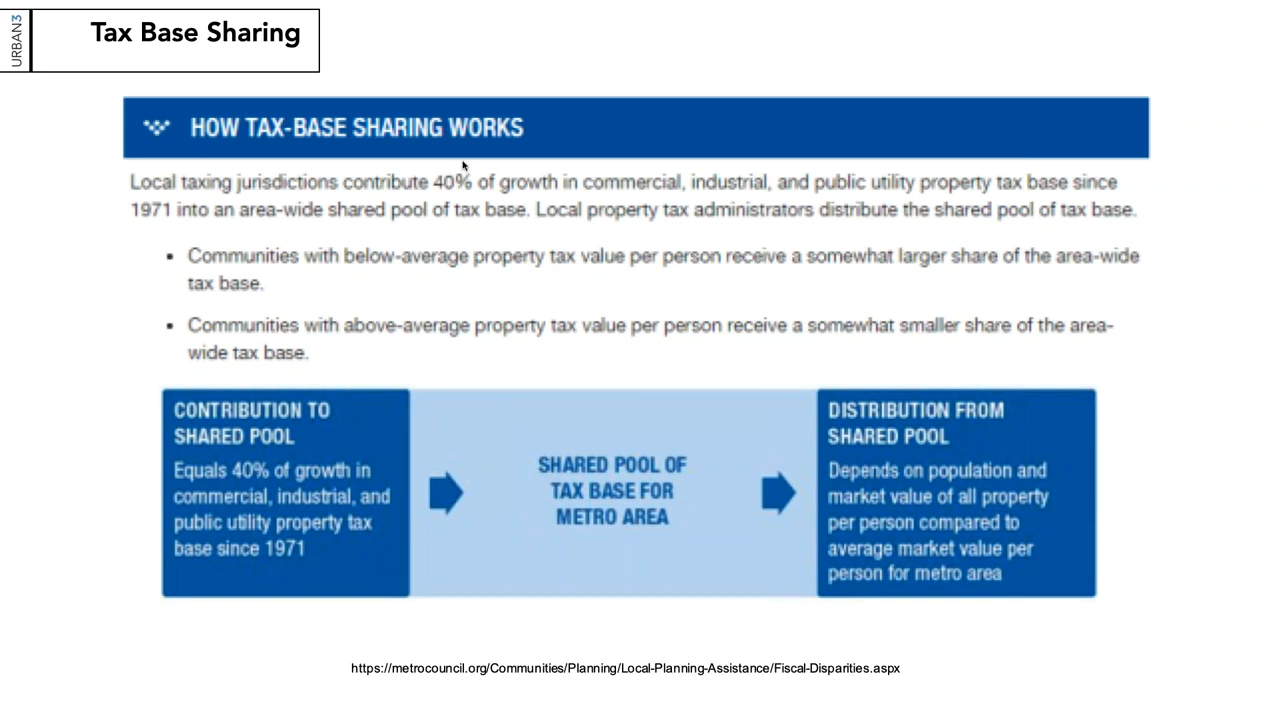 URBAN3
Tax Base Sharing
HOW TAX-BASE SHARING WORKS
Local taxing jurisdictions contribute 40% of growth in commercial, industrial, and public utility property tax base since
1971 into an area-wide shared pool of tax base. Local property tax administrators distribute the shared pool of tax base.
• Communities with below-average property tax value per person receive a somewhat larger share of the area-wide
tax base.
• Communities with above-average property tax value per person receive a somewhat smaller share of the area-
wide tax base.
CONTRIBUTION TO
SHARED POOL
Equals 40% of growth in
commercial, industrial, and
public utility property tax
base since 1971
SHARED POOL OF
TAX BASE FOR
METRO AREA
DISTRIBUTION FROM
SHARED POOL
Depends on population and
market value of all property
per person compared to
average market value per
person for metro area
https://metrocouncil.org/Communities/Planning/Local-Planning-Assistance/Fiscal-Disparities.aspx